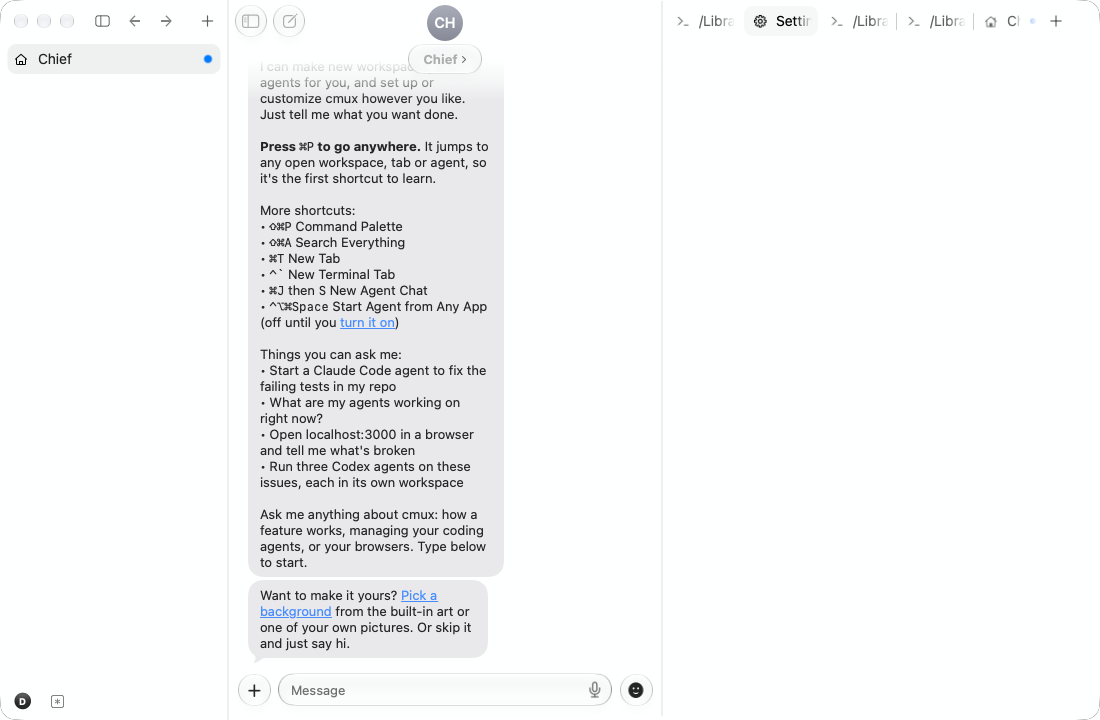 /Libra
Settin
/Libra
/Libra
Cl
CH
Chief
Chief ›
I can make new workspac
agents for you, and set up or
customize cmux however you like.
Just tell me what you want done.
Press ⌘P to go anywhere. It jumps to
any open workspace, tab or agent, so
it's the first shortcut to learn.
More shortcuts:
• ⇧⌘P Command Palette
• ⇧⌘A Search Everything
• ⌘T New Tab
• ^` New Terminal Tab
• ⌘J then S New Agent Chat
• ^⌥⌘Space Start Agent from Any App
(off until you turn it on)
Things you can ask me:
• Start a Claude Code agent to fix the
failing tests in my repo
• What are my agents working on
right now?
• Open localhost:3000 in a browser
and tell me what's broken
• Run three Codex agents on these
issues, each in its own workspace
Ask me anything about cmux: how a
feature works, managing your coding
agents, or your browsers. Type below
to start.
Want to make it yours? Pick a
background from the built-in art or
one of your own pictures. Or skip it
and just say hi.
Message
D